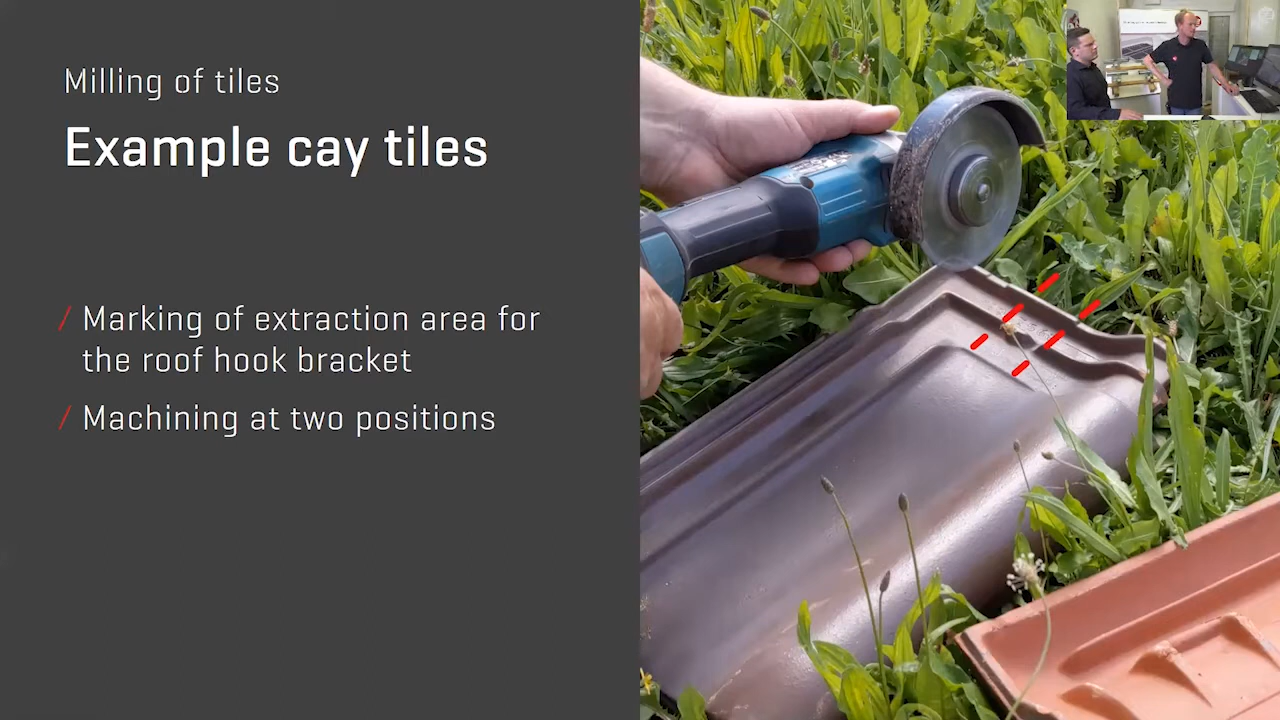 Milling of tiles
Example cay tiles
/ Marking of extraction area for
the roof hook bracket
/ Machining at two positions